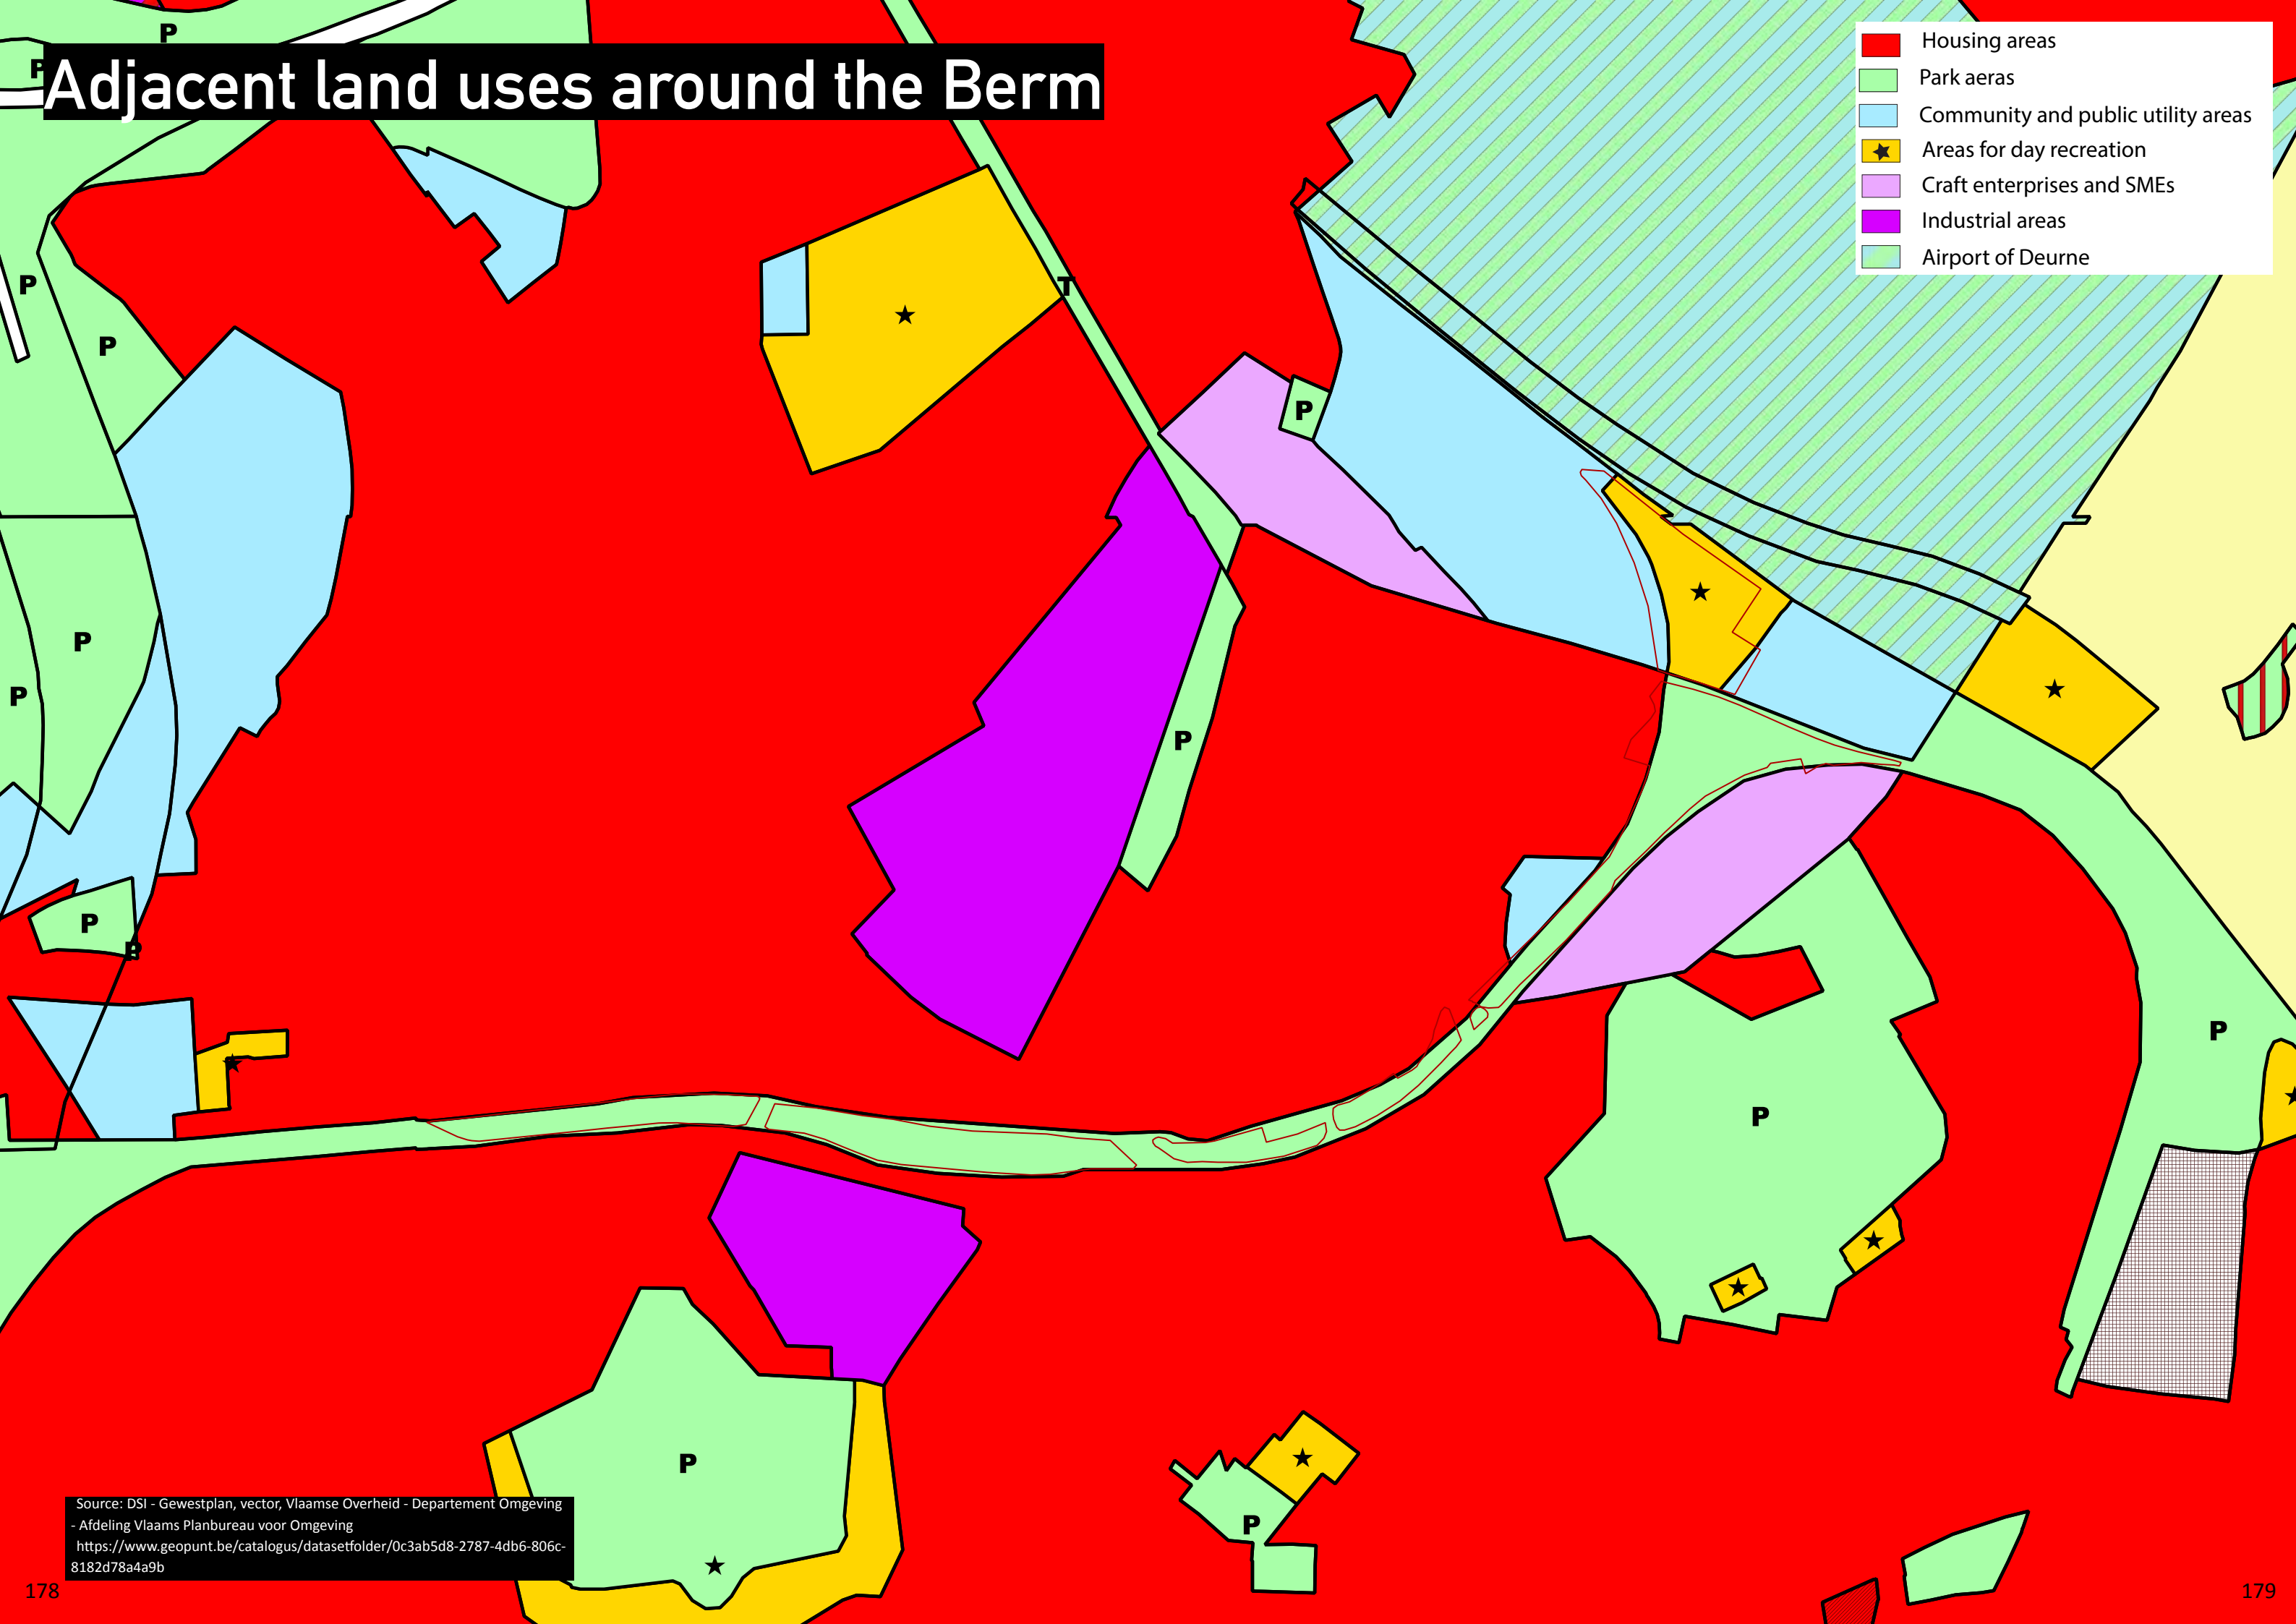 P
P
Adjacent land uses around the Berm
Housing areas
Park aeras
Community and public utility areas
Areas for day recreation
Craft enterprises and SMEs
Industrial areas
Airport of Deurne
P
T
P
P
P
P
P
P
P
P
P
P
P
Source: DSI - Gewestplan, vector, Vlaamse Overheid - Departement Omgeving
- Afdeling Vlaams Planbureau voor Omgeving
https://www.geopunt.be/catalogus/datasetfolder/0c3ab5d8-2787-4db6-806c-
8182d78a4a9b
P
178
179